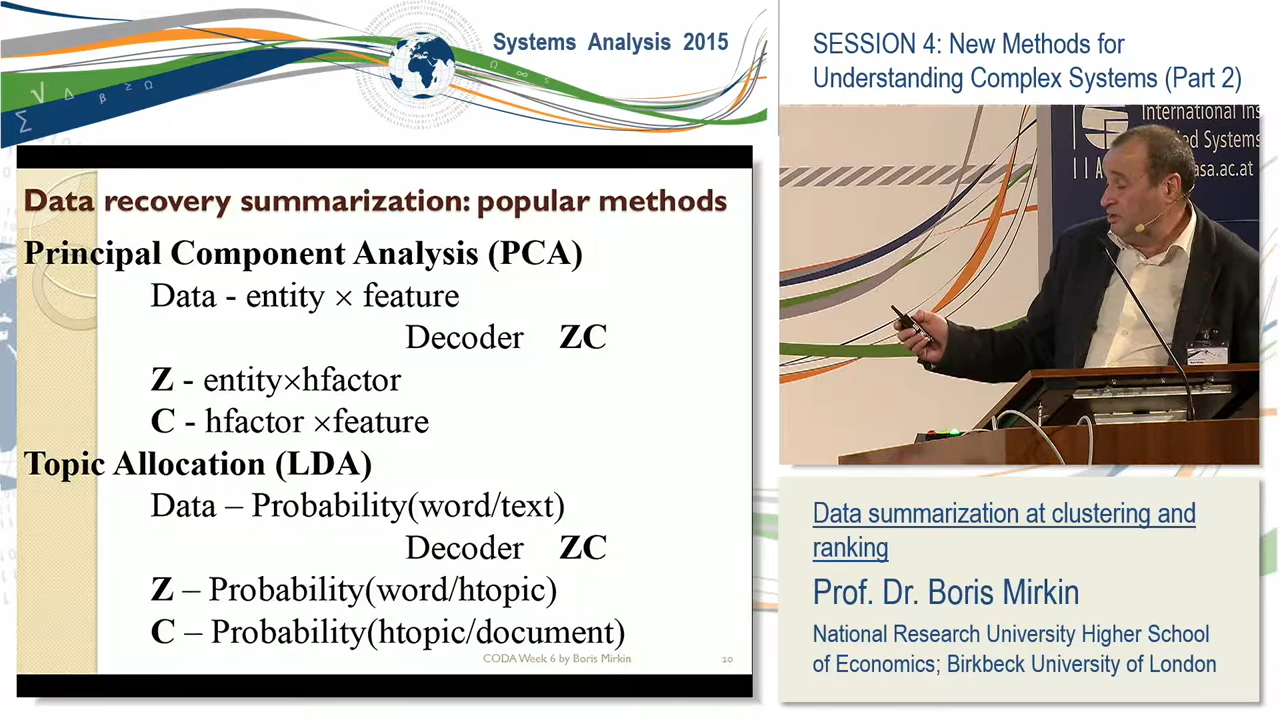 Systems Analysis 2015
SESSION 4: New Methods for
Understanding Complex Systems (Part 2)
√ Δ β ≥ Ω
Σ
Ω ∞ ≤
Data recovery summarization: popular methods
Principal Component Analysis (PCA)
Data - entity × feature
Decoder ZC
Z - entity×hfactor
C - hfactor ×feature
Topic Allocation (LDA)
Data – Probability(word/text)
Decoder ZC
Z – Probability(word/htopic)
C – Probability(htopic/document)
CODA Week 6 by Boris Mirkin
20
International Ins
ied Systems
I I A
asa.ac.at
Data summarization at clustering and
ranking
Prof. Dr. Boris Mirkin
National Research University Higher School
of Economics; Birkbeck University of London